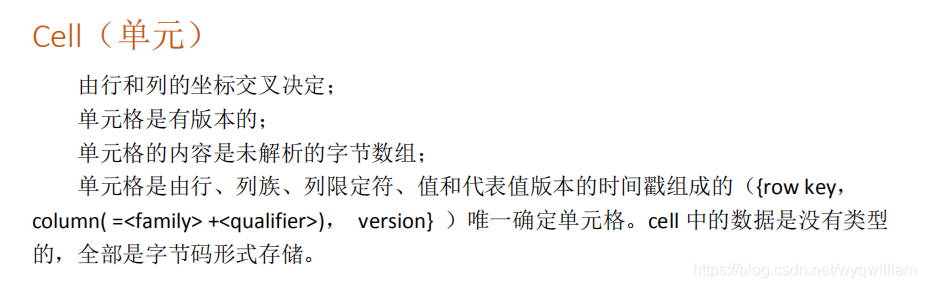 Cell（单元）
由行和列的坐标交叉决定；
单元格是有版本的；
单元格的内容是未解析的字节数组；
单元格是由行、列族、列限定符、值和代表值版本的时间戳组成的（{row key，
column( =<family> +<qualifier>)， version} ）唯一确定单元格。cell 中的数据是没有类型
的，全部是字节码形式存储。
https://blog.csdn.net/wyqwilliam